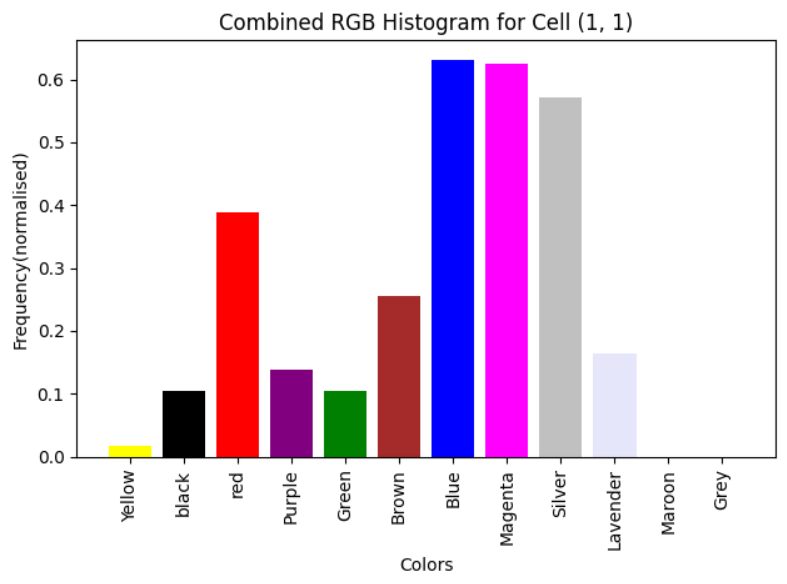 Combined RGB Histogram for Cell (1, 1)
Frequency(normalised)
0.6
0.5
0.4
0.3
0.2
0.1
0.0
Yellow
black
red
Purple
Green
Brown
Blue
Magenta
Silver
Lavender
Maroon
Grey
Colors